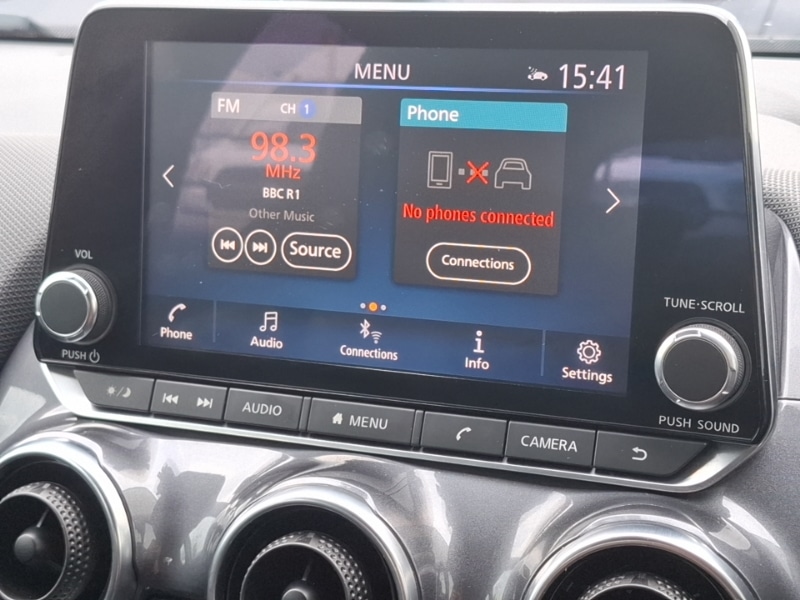 MENU
15:41
FM CH 1
98.3
MHz
BBC R1
Other Music
Source
Phone
No phones connected
Connections
VOL
PUSH
TUNE·SCROLL
PUSH SOUND
Phone
Audio
Connections
Info
Settings
AUDIO
MENU
CAMERA